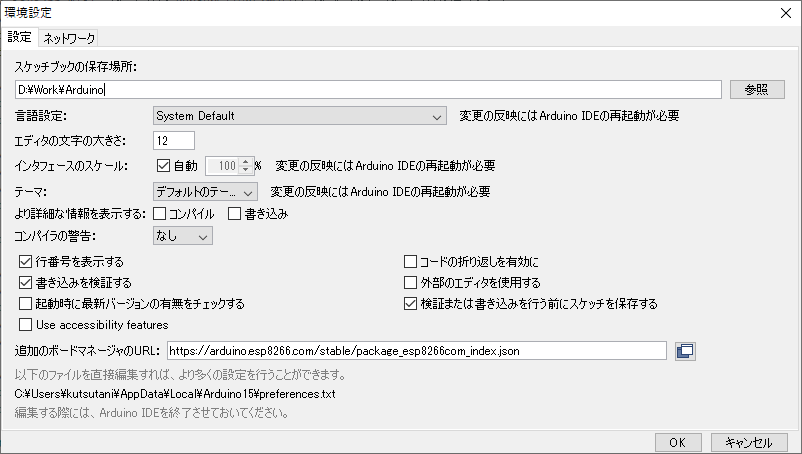 環境設定
設定 ネットワーク
スケッチブックの保存場所:
D:¥Work¥Arduino 参照
言語設定: System Default 変更の反映にはArduino IDEの再起動が必要
エディタの文字の大きさ: 12
インタフェースのスケール: 自動 100 % 変更の反映にはArduino IDEの再起動が必要
テーマ: デフォルトのテー... 変更の反映にはArduino IDEの再起動が必要
より詳細な情報を表示する: コンパイル 書き込み
コンパイラの警告: なし
行番号を表示する コードの折り返しを有効に
書き込みを検証する 外部のエディタを使用する
起動時に最新バージョンの有無をチェックする 検証または書き込みを行う前にスケッチを保存する
Use accessibility features
追加のボードマネージャのURL: https://arduino.esp8266.com/stable/package_esp8266com_index.json
以下のファイルを直接編集すれば、より多くの設定を行うことができます。
C:¥Users¥kutsutani¥AppData¥Local¥Arduino15¥preferences.txt
編集する際には、Arduino IDEを終了させておいてください。
OK キャンセル